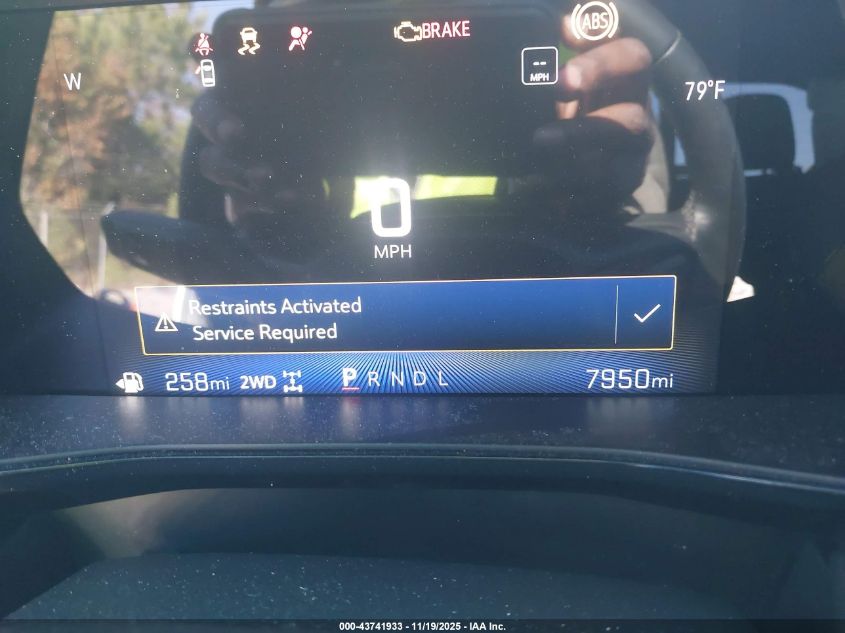 BRAKE
ABS
W
--
MPH
79°F
0
MPH
Restraints Activated
Service Required
258mi 2WD P R N D L 7950mi
000-43741933 - 11/19/2025 - IAA Inc.